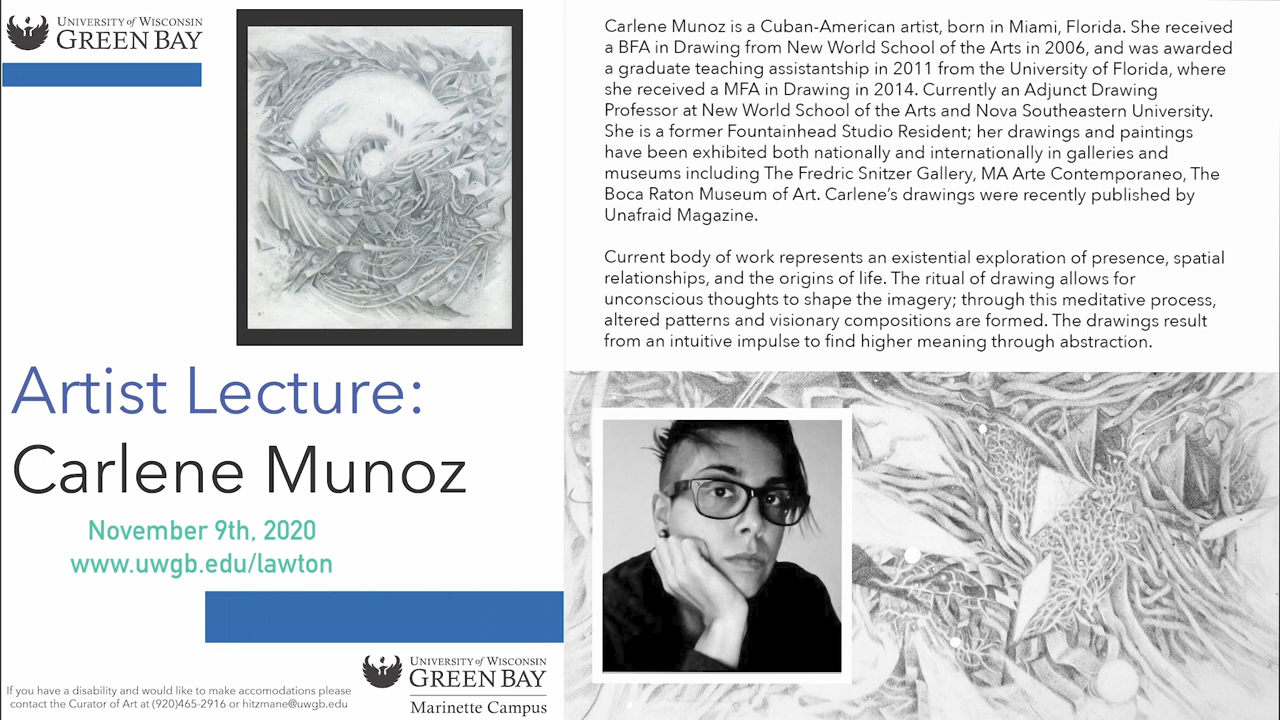 UNIVERSITY of WISCONSIN
GREEN BAY
Artist Lecture:
Carlene Munoz
November 9th, 2020
www.uwgb.edu/lawton
UNIVERSITY of WISCONSIN
GREEN BAY
Marinette Campus
If you have a disability and would like to make accomodations please
contact the Curator of Art at (920)465-2916 or hitzmane@uwgb.edu
Carlene Munoz is a Cuban-American artist, born in Miami, Florida. She received
a BFA in Drawing from New World School of the Arts in 2006, and was awarded
a graduate teaching assistantship in 2011 from the University of Florida, where
she received a MFA in Drawing in 2014. Currently an Adjunct Drawing
Professor at New World School of the Arts and Nova Southeastern University.
She is a former Fountainhead Studio Resident; her drawings and paintings
have been exhibited both nationally and internationally in galleries and
museums including The Fredric Snitzer Gallery, MA Arte Contemporaneo, The
Boca Raton Museum of Art. Carlene's drawings were recently published by
Unafraid Magazine.
Current body of work represents an existential exploration of presence, spatial
relationships, and the origins of life. The ritual of drawing allows for
unconscious thoughts to shape the imagery; through this meditative process,
altered patterns and visionary compositions are formed. The drawings result
from an intuitive impulse to find higher meaning through abstraction.